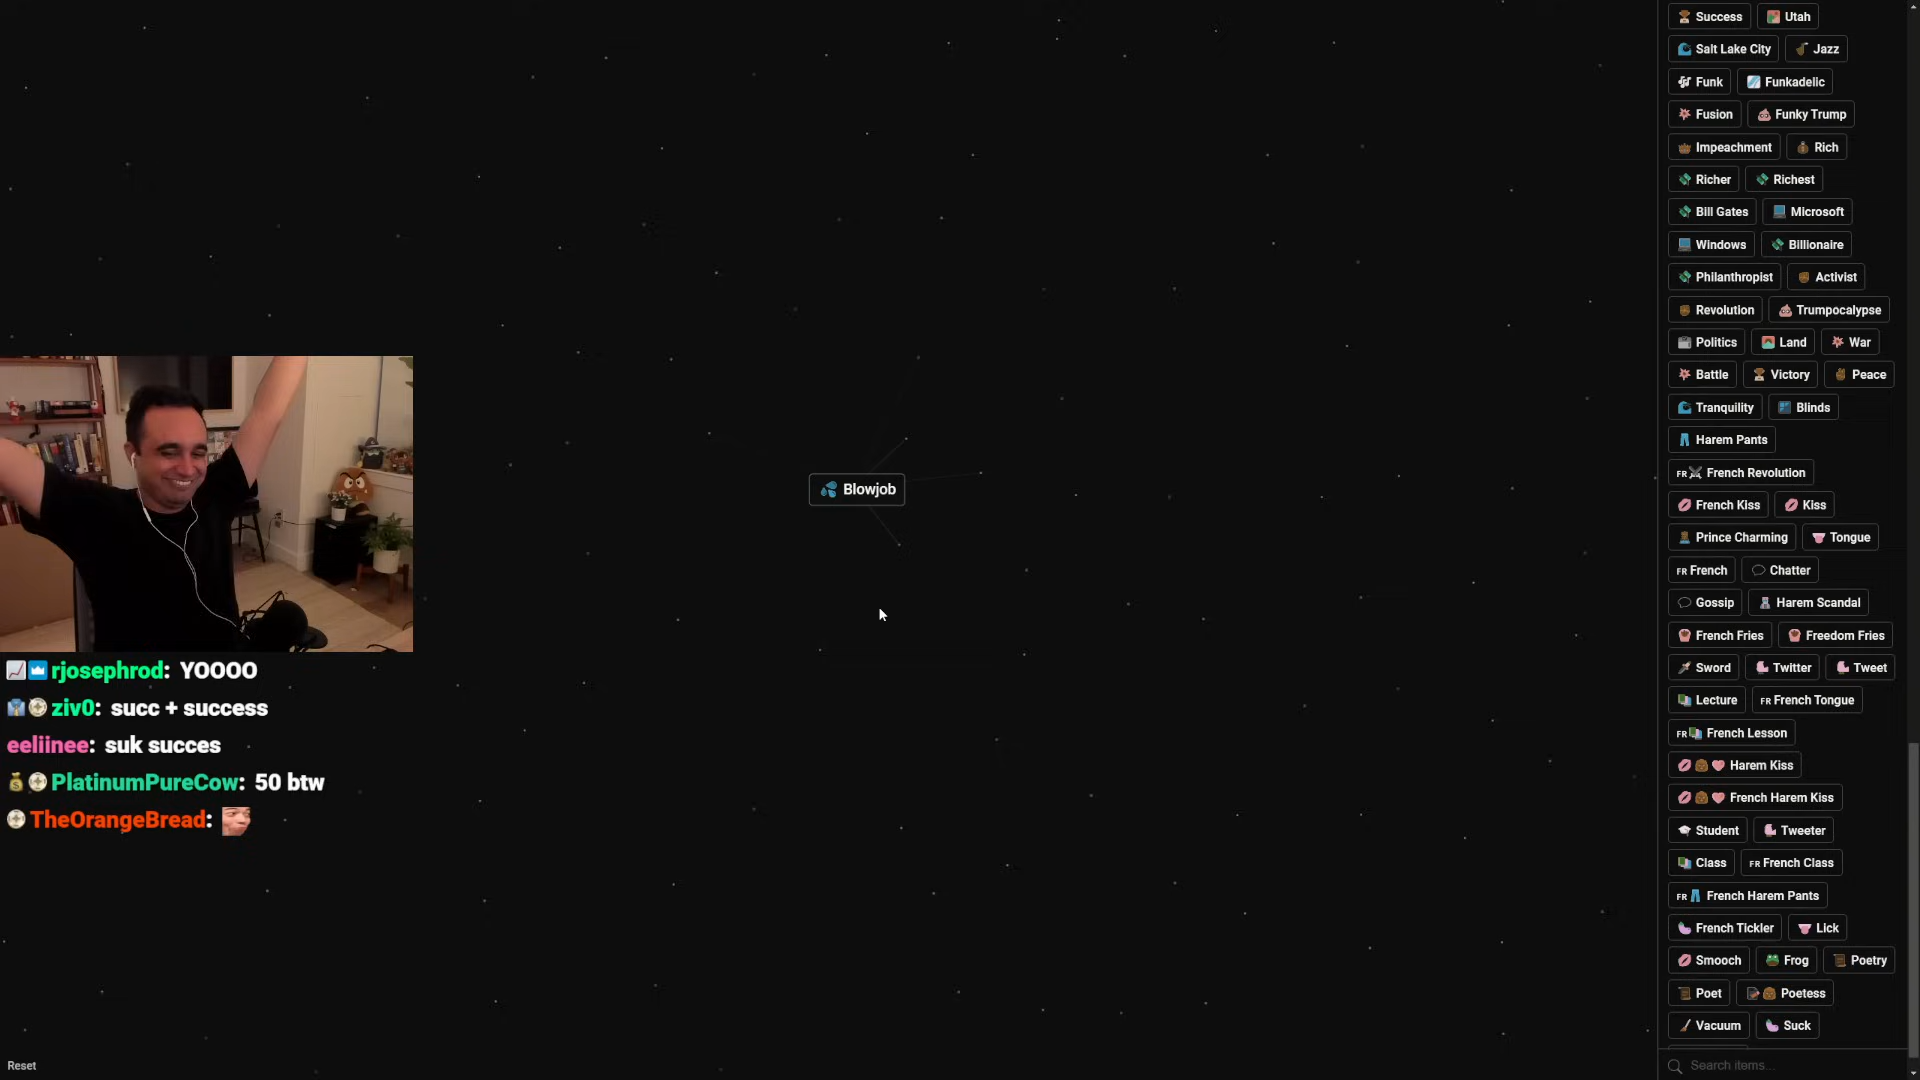 Success Utah
Salt Lake City Jazz
Funk Funkadelic
Fusion Funky Trump
Impeachment Rich
Richer Richest
Bill Gates Microsoft
Windows Billionaire
Philanthropist Activist
Revolution Trumpocalypse
Politics Land War
Battle Victory Peace
Tranquility Blinds
Harem Pants
FR French Revolution
French Kiss Kiss
Prince Charming Tongue
FR French Chatter
Gossip Harem Scandal
French Fries Freedom Fries
Sword Twitter Tweet
Lecture FR French Tongue
FR French Lesson
Harem Kiss
French Harem Kiss
Student Tweeter
Class FR French Class
FR French Harem Pants
French Tickler Lick
Smooch Frog Poetry
Poet Poetess
Vacuum Suck
Search items...
Blowjob
rjosephrod: YOOOO
ziv0: succ + success
eeliinee: suk succes
PlatinumPureCow: 50 btw
TheOrangeBread:
Reset